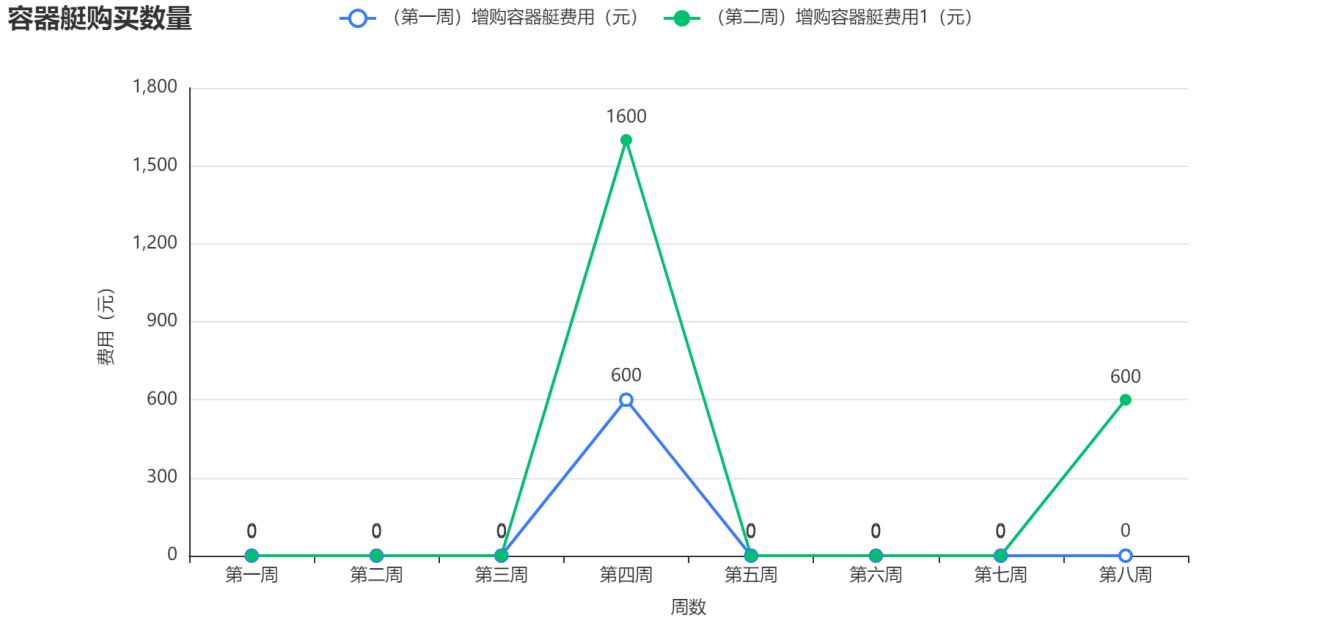 容器艇购买数量
（第一周）增购容器艇费用（元）
（第二周）增购容器艇费用1（元）
1,800
1,500
1,200
900
600
300
0
费用（元）
1600
600
600
0
0
0
0
0
0
0
第一周
第二周
第三周
第四周
第五周
第六周
第七周
第八周
周数